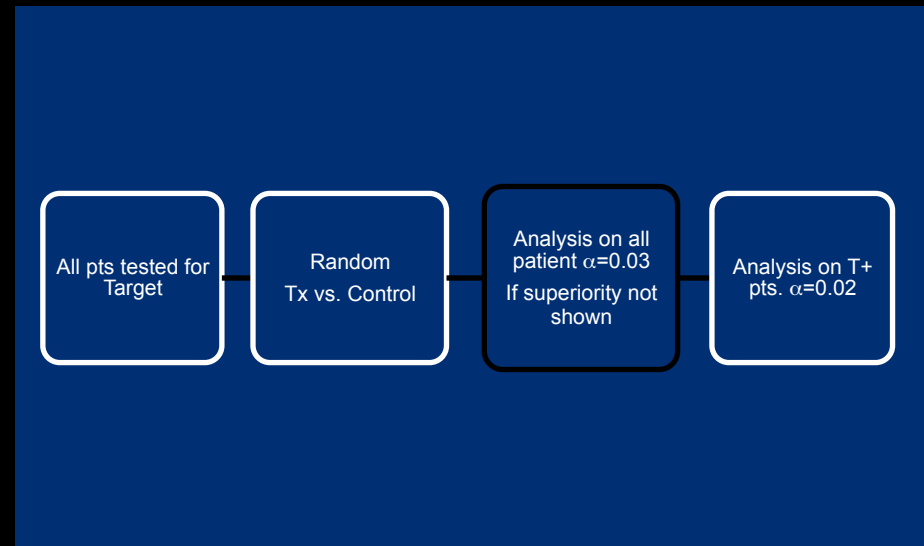 All pts tested for
Target
Random
Tx vs. Control
Analysis on all
patient α=0.03
If superiority not
shown
Analysis on T+
pts. α=0.02